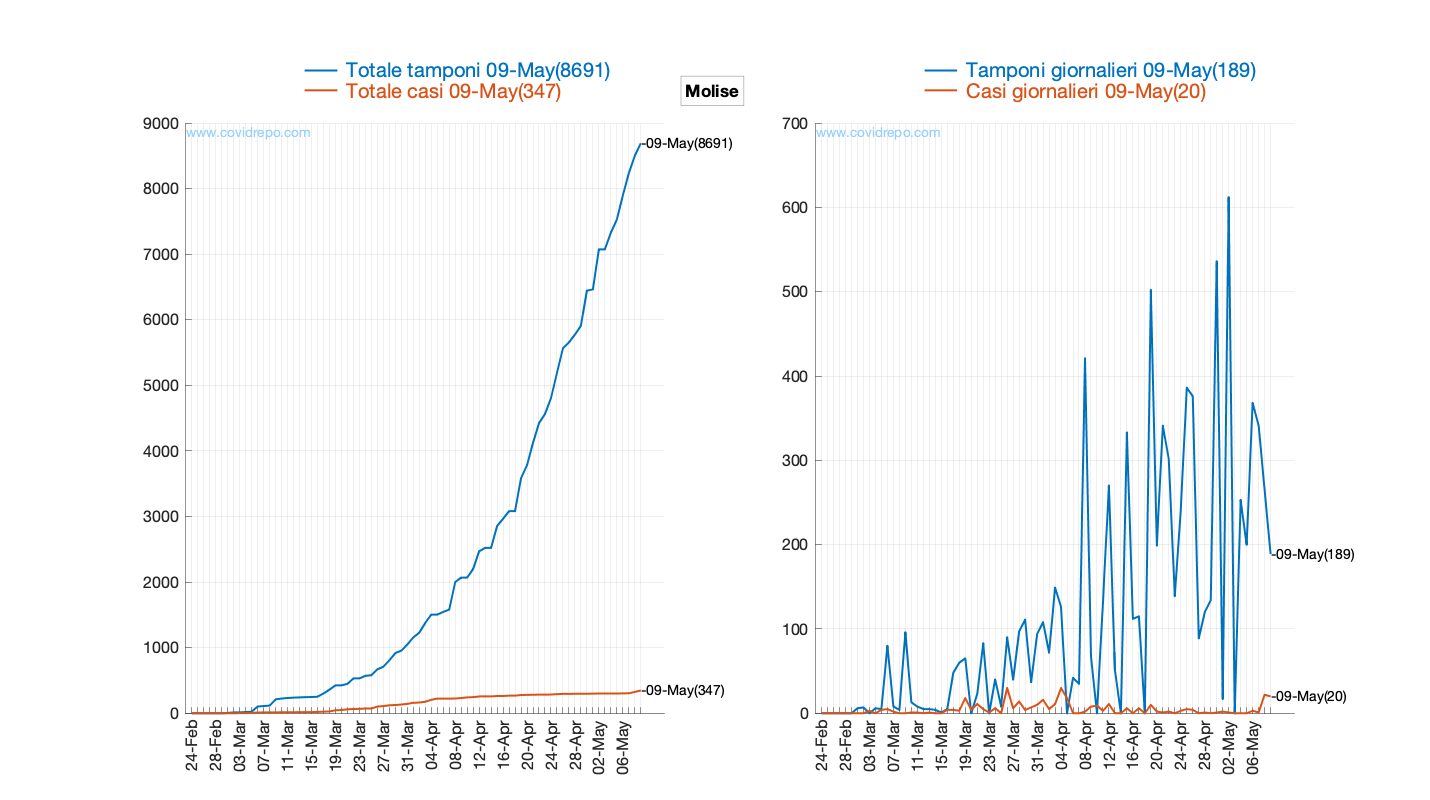 Totale tamponi 09-May(8691)
Totale casi 09-May(347)
Molise
Tamponi giornalieri 09-May(189)
Casi giornalieri 09-May(20)
www.covidrepo.com
9000
8000
7000
6000
5000
4000
3000
2000
1000
0
-09-May(8691)
-09-May(347)
24-Feb
28-Feb
03-Mar
07-Mar
11-Mar
15-Mar
19-Mar
23-Mar
27-Mar
31-Mar
04-Apr
08-Apr
12-Apr
16-Apr
20-Apr
24-Apr
28-Apr
02-May
06-May
www.covidrepo.com
700
600
500
400
300
200
100
0
-09-May(189)
-09-May(20)
24-Feb
28-Feb
03-Mar
07-Mar
11-Mar
15-Mar
19-Mar
23-Mar
27-Mar
31-Mar
04-Apr
08-Apr
12-Apr
16-Apr
20-Apr
24-Apr
28-Apr
02-May
06-May